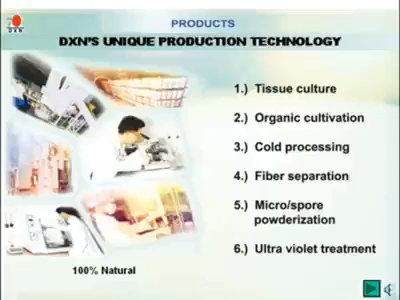 DXN
PRODUCTS
DXN'S UNIQUE PRODUCTION TECHNOLOGY
1.) Tissue culture
2.) Organic cultivation
3.) Cold processing
4.) Fiber separation
5.) Micro/spore
powderization
6.) Ultra violet treatment
100% Natural